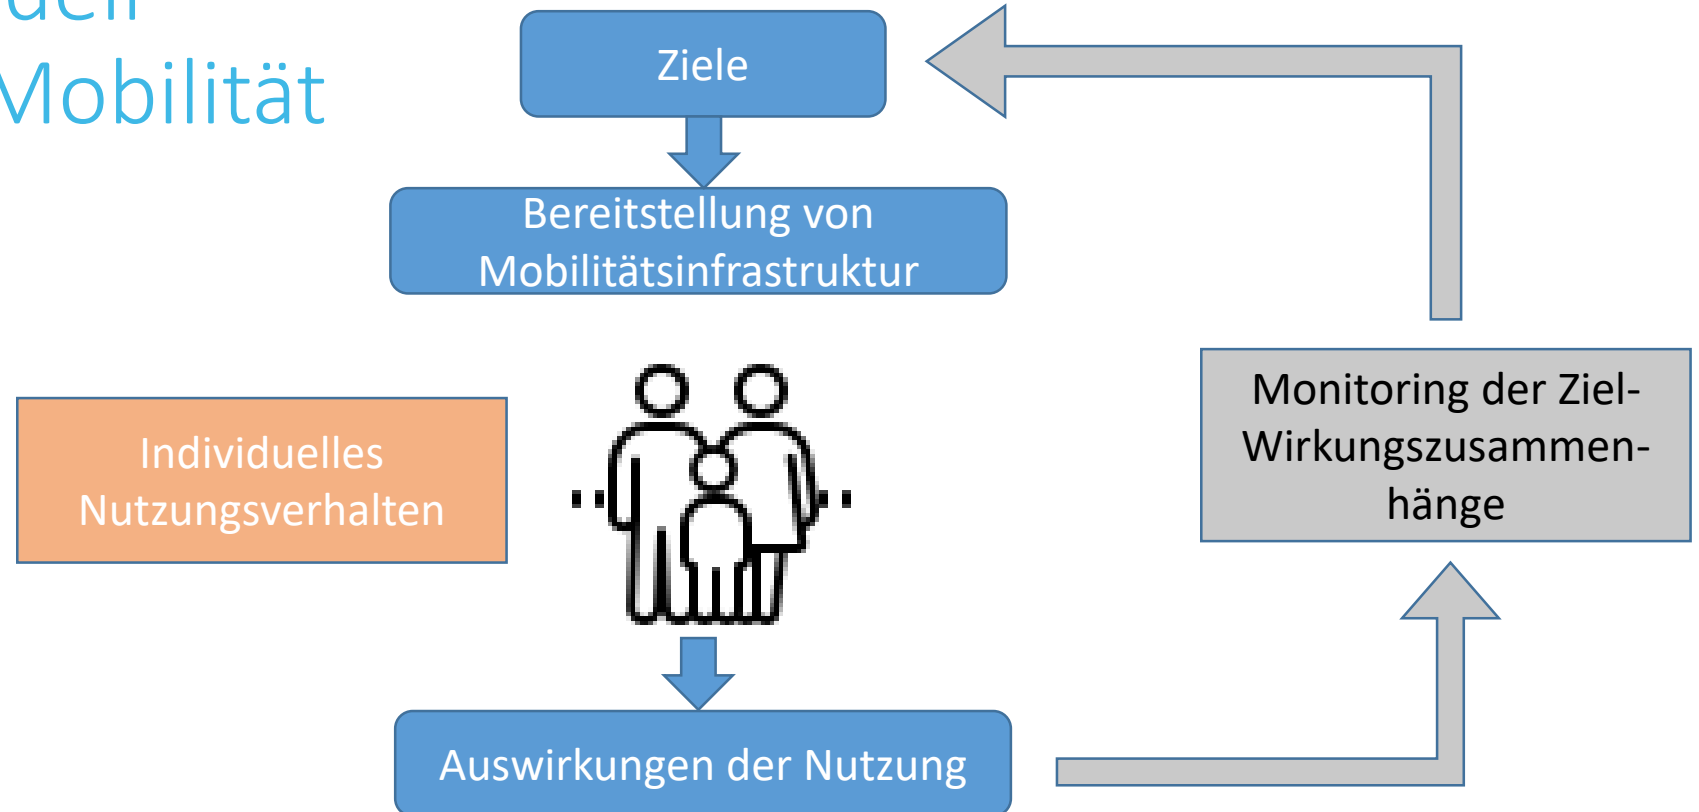 Mobilität
Ziele
Bereitstellung von
Mobilitätsinfrastruktur
Individuelles
Nutzungsverhalten
Monitoring der Ziel-
Wirkungszusammen-
hänge
Auswirkungen der Nutzung